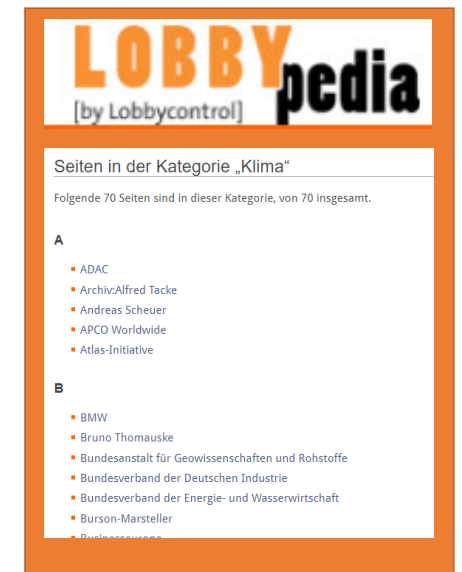 LOBBYpedia
[by Lobbycontrol]
Seiten in der Kategorie „Klima“
Folgende 70 Seiten sind in dieser Kategorie, von 70 insgesamt.
A
ADAC
Archiv:Alfred Tacke
Andreas Scheuer
APCO Worldwide
Atlas-Initiative
B
BMW
Bruno Thomauske
Bundesanstalt für Geowissenschaften und Rohstoffe
Bundesverband der Deutschen Industrie
Bundesverband der Energie- und Wasserwirtschaft
Burson-Marsteller